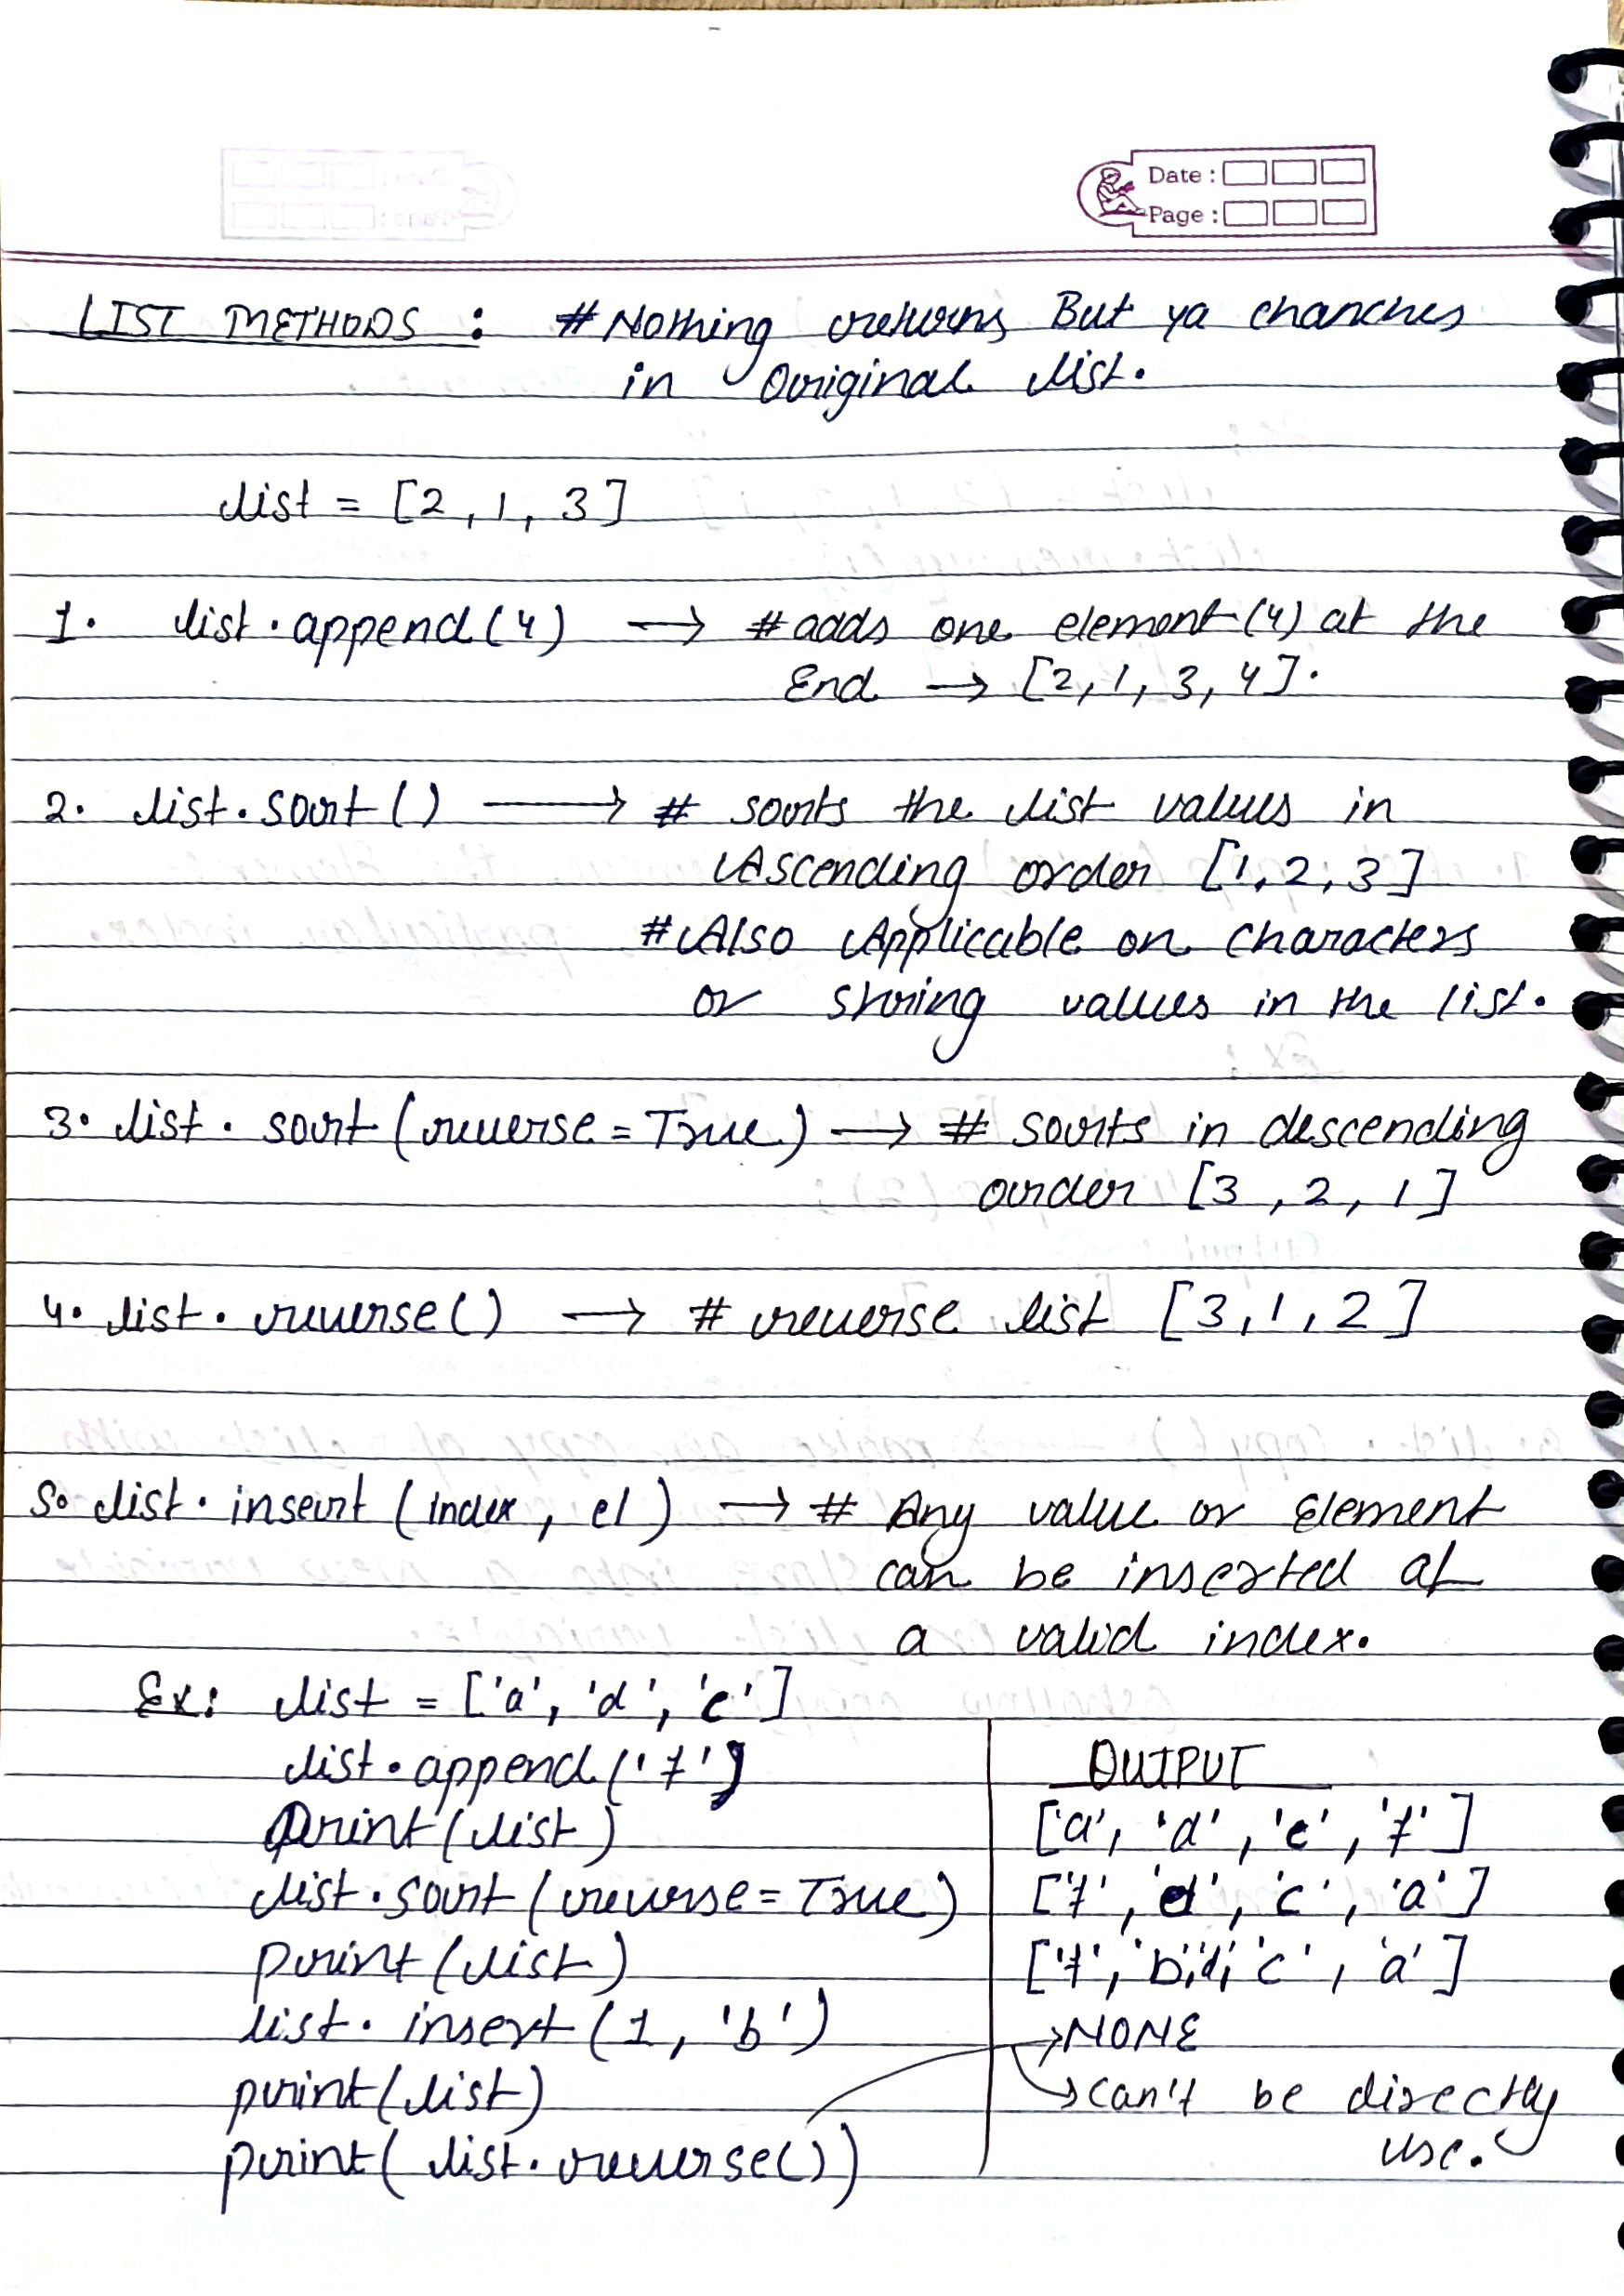 Date :
Page :
LIST METHODS : #Nothing returns But ya chanches
in Original list.
list = [2, 1, 3]
1. list.append(4) → #adds one element(4) at the
End → [2, 1, 3, 4].
2. list.sort() → # sorts the list values in
Ascending order [1, 2, 3]
#Also Applicable on characters
or string values in the list.
3. list.sort(reverse = True) → # sorts in descending
order [3, 2, 1]
4. list.reverse() → # reverse list [3, 1, 2]
5. list.insert(Index, el) → # Any value or Element
can be inserted at
a valid index.
Ex: list = ['a', 'd', 'c']
list.append('z')
print(list)
list.sort(reverse = True)
print(list)
list.insert(1, 'b')
print(list)
print(list.reverse())
OUTPUT
['a', 'd', 'c', 'z']
['z', 'd', 'c', 'a']
['z', 'b', 'd', 'c', 'a']
→NONE
→can't be directly
use.